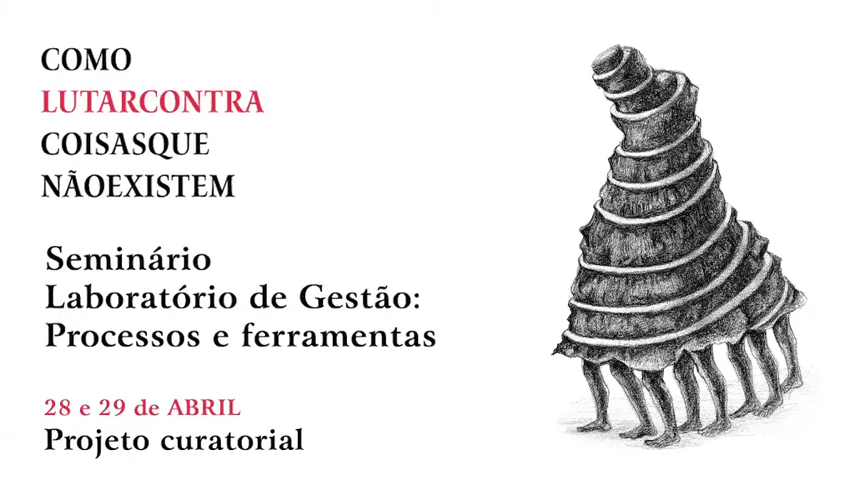 COMO
LUTARCONTRA
COISASQUE
NÃOEXISTEM
Seminário
Laboratório de Gestão:
Processos e ferramentas
28 e 29 de ABRIL
Projeto curatorial